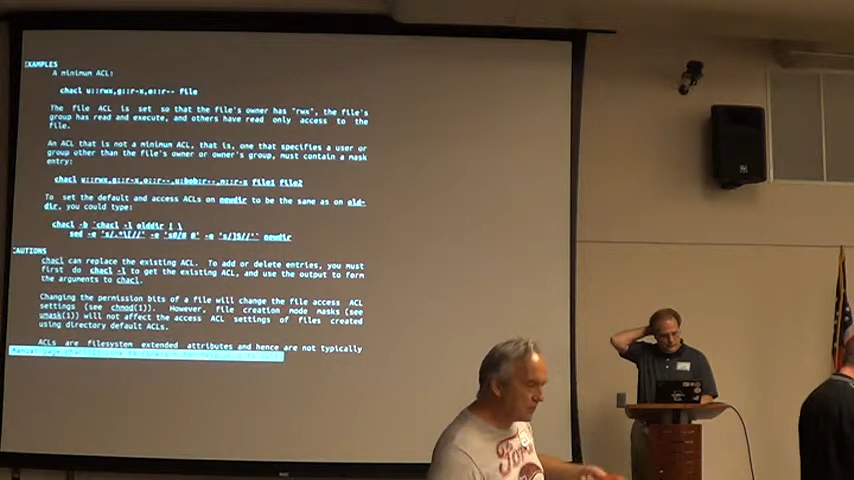 EXAMPLES
A minimum ACL:
chacl u::rwx,g::r-x,o::r-- file
The file ACL is set so that the file's owner has "rwx", the file's
group has read and execute, and others have read only access to the
file.
An ACL that is not a minimum ACL, that is, one that specifies a user or
group other than the file's owner or owner's group, must contain a mask
entry:
chacl u::rwx,g::r-x,o::r--,u:bob:r--,m::r-x file1 file2
To set the default and access ACLs on newdir to be the same as on old-
dir, you could type:
chacl -b `chacl -l olddir | \
sed -e 's/.*\[//' -e 's#/# #' -e 's/]$//'` newdir
CAUTIONS
chacl can replace the existing ACL. To add or delete entries, you must
first do chacl -l to get the existing ACL, and use the output to form
the arguments to chacl.
Changing the permission bits of a file will change the file access ACL
settings (see chmod(1)). However, file creation mode masks (see
umask(1)) will not affect the access ACL settings of files created
using directory default ACLs.
ACLs are filesystem extended attributes and hence are not typically